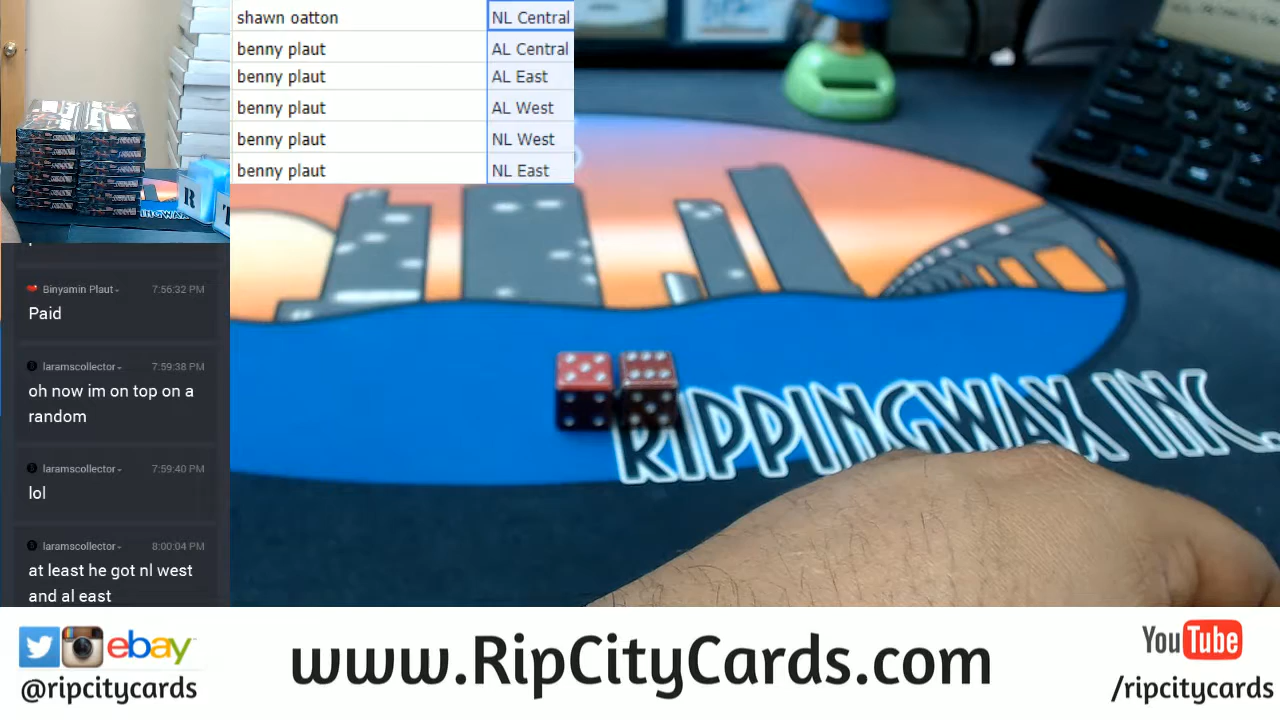 shawn oatton NL Central
benny plaut AL Central
benny plaut AL East
benny plaut AL West
benny plaut NL West
benny plaut NL East
Binyamin Plaut 7:56:32 PM
Paid
laramscollector 7:59:38 PM
oh now im on top on a
random
laramscollector 7:59:40 PM
lol
laramscollector 8:00:04 PM
at least he got nl west
and al east
R
T
INGWAX
RIPPINGWAX INC.
ebay
@ripcitycards
www.RipCityCards.com
YouTube
/ripcitycards